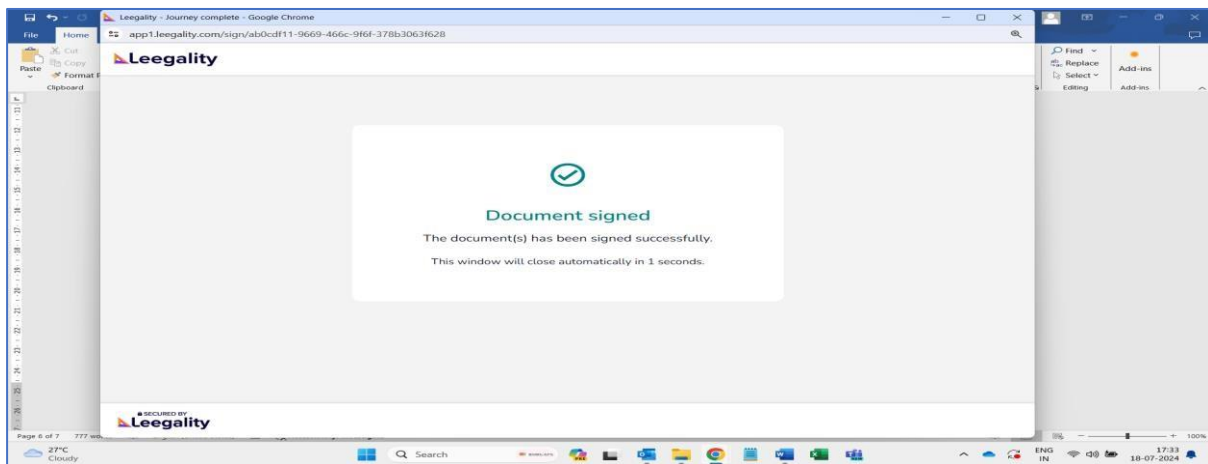 Leegality - Journey complete - Google Chrome
app1.leegality.com/sign/ab0cdf11-9669-466c-9f6f-378b3063f628
File Home
Cut
Copy
Paste
Format
Clipboard
Find
Replace
Select
Editing
Add-ins
Add-ins
Leegality
Document signed
The document(s) has been signed successfully.
This window will close automatically in 1 seconds.
SECURED BY
Leegality
Page 6 of 7 777
100%
27°C
Cloudy
Search
ENG
IN
17:33
18-07-2024